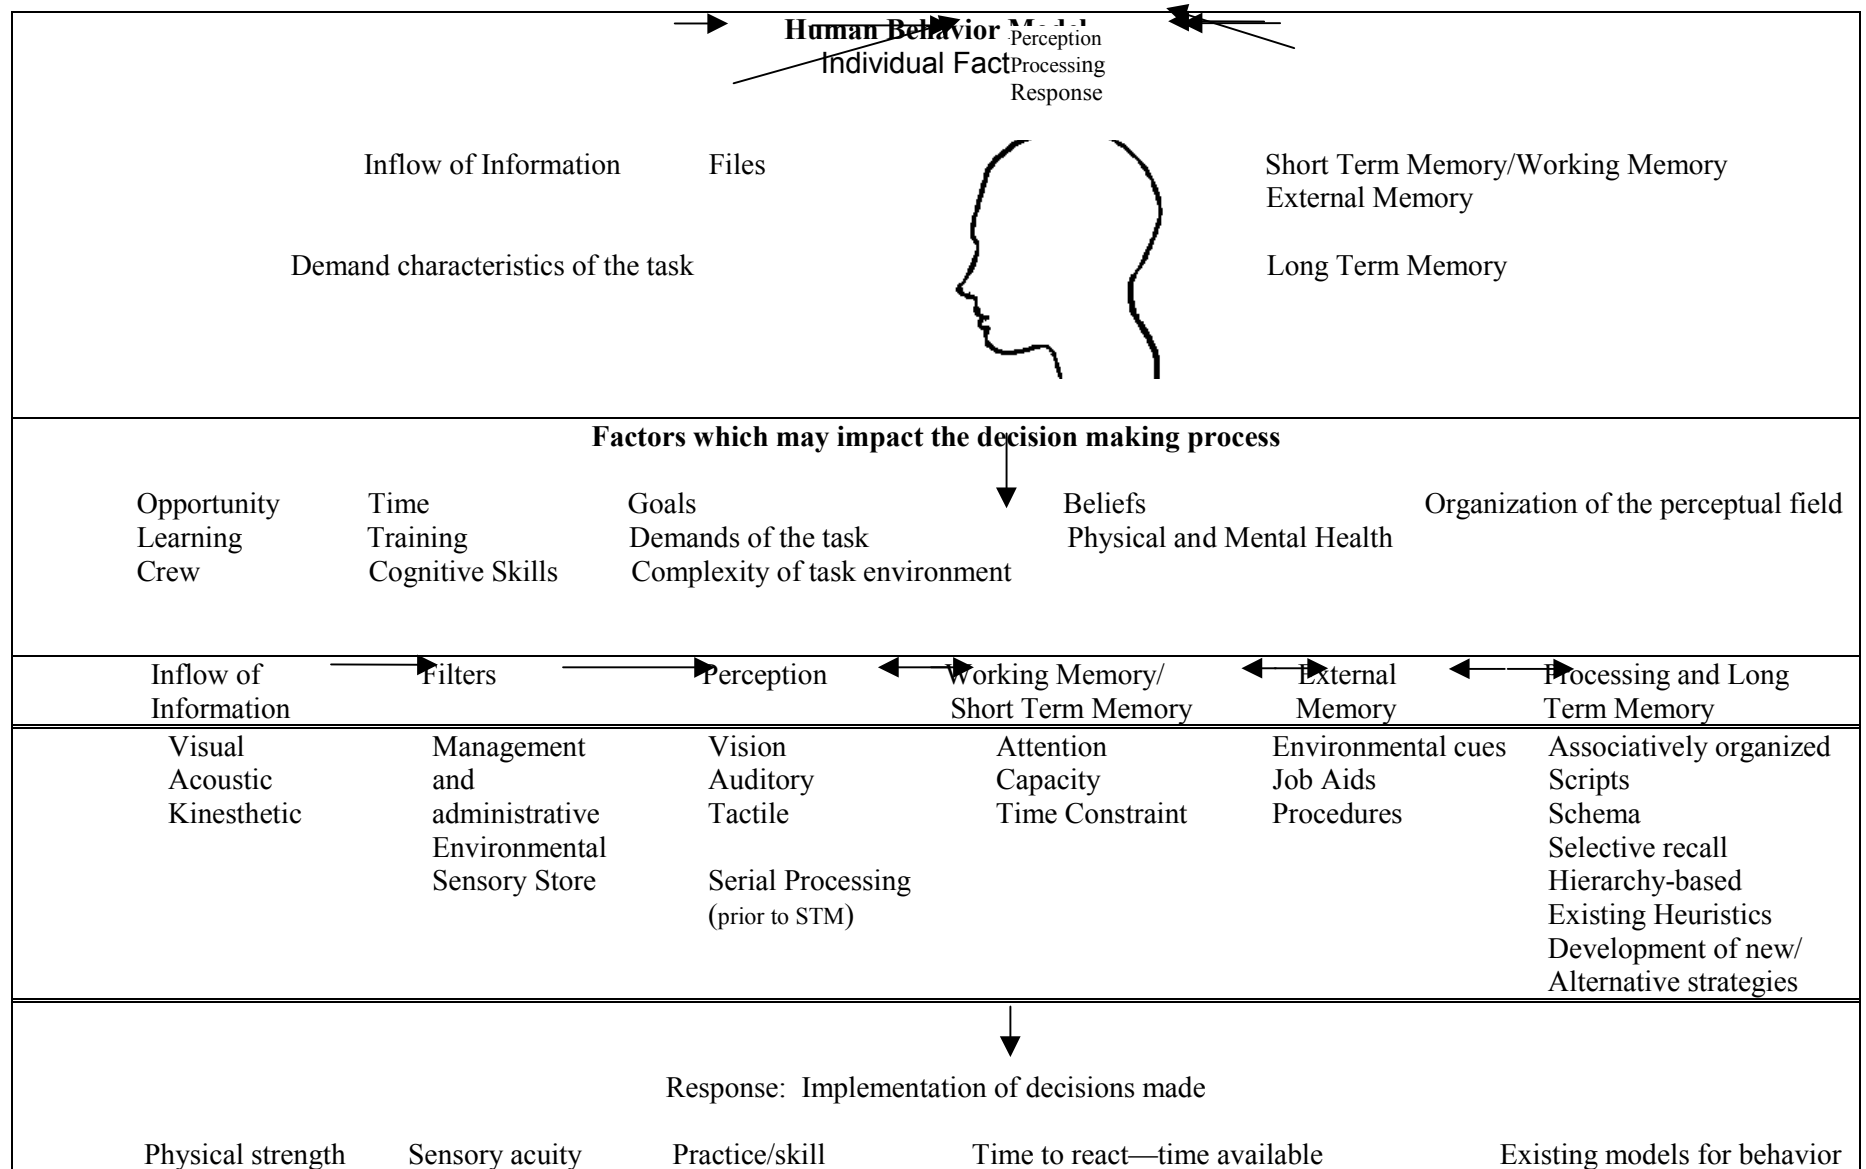 Human Behavior
Individual Fact
Perception
Processing
Response
Inflow of Information Files Short Term Memory/Working Memory
External Memory
Demand characteristics of the task Long Term Memory
Factors which may impact the decision making process
Opportunity Time Goals Beliefs Organization of the perceptual field
Learning Training Demands of the task Physical and Mental Health
Crew Cognitive Skills Complexity of task environment
Inflow of Filters Perception Working Memory/ External Processing and Long
Information Short Term Memory Memory Term Memory
Visual Management Vision Attention Environmental cues Associatively organized
Acoustic and Auditory Capacity Job Aids Scripts
Kinesthetic administrative Tactile Time Constraint Procedures Schema
Environmental Selective recall
Sensory Store Serial Processing Hierarchy-based
(prior to STM) Existing Heuristics
Development of new/
Alternative strategies
Response: Implementation of decisions made
Physical strength Sensory acuity Practice/skill Time to react—time available Existing models for behavior